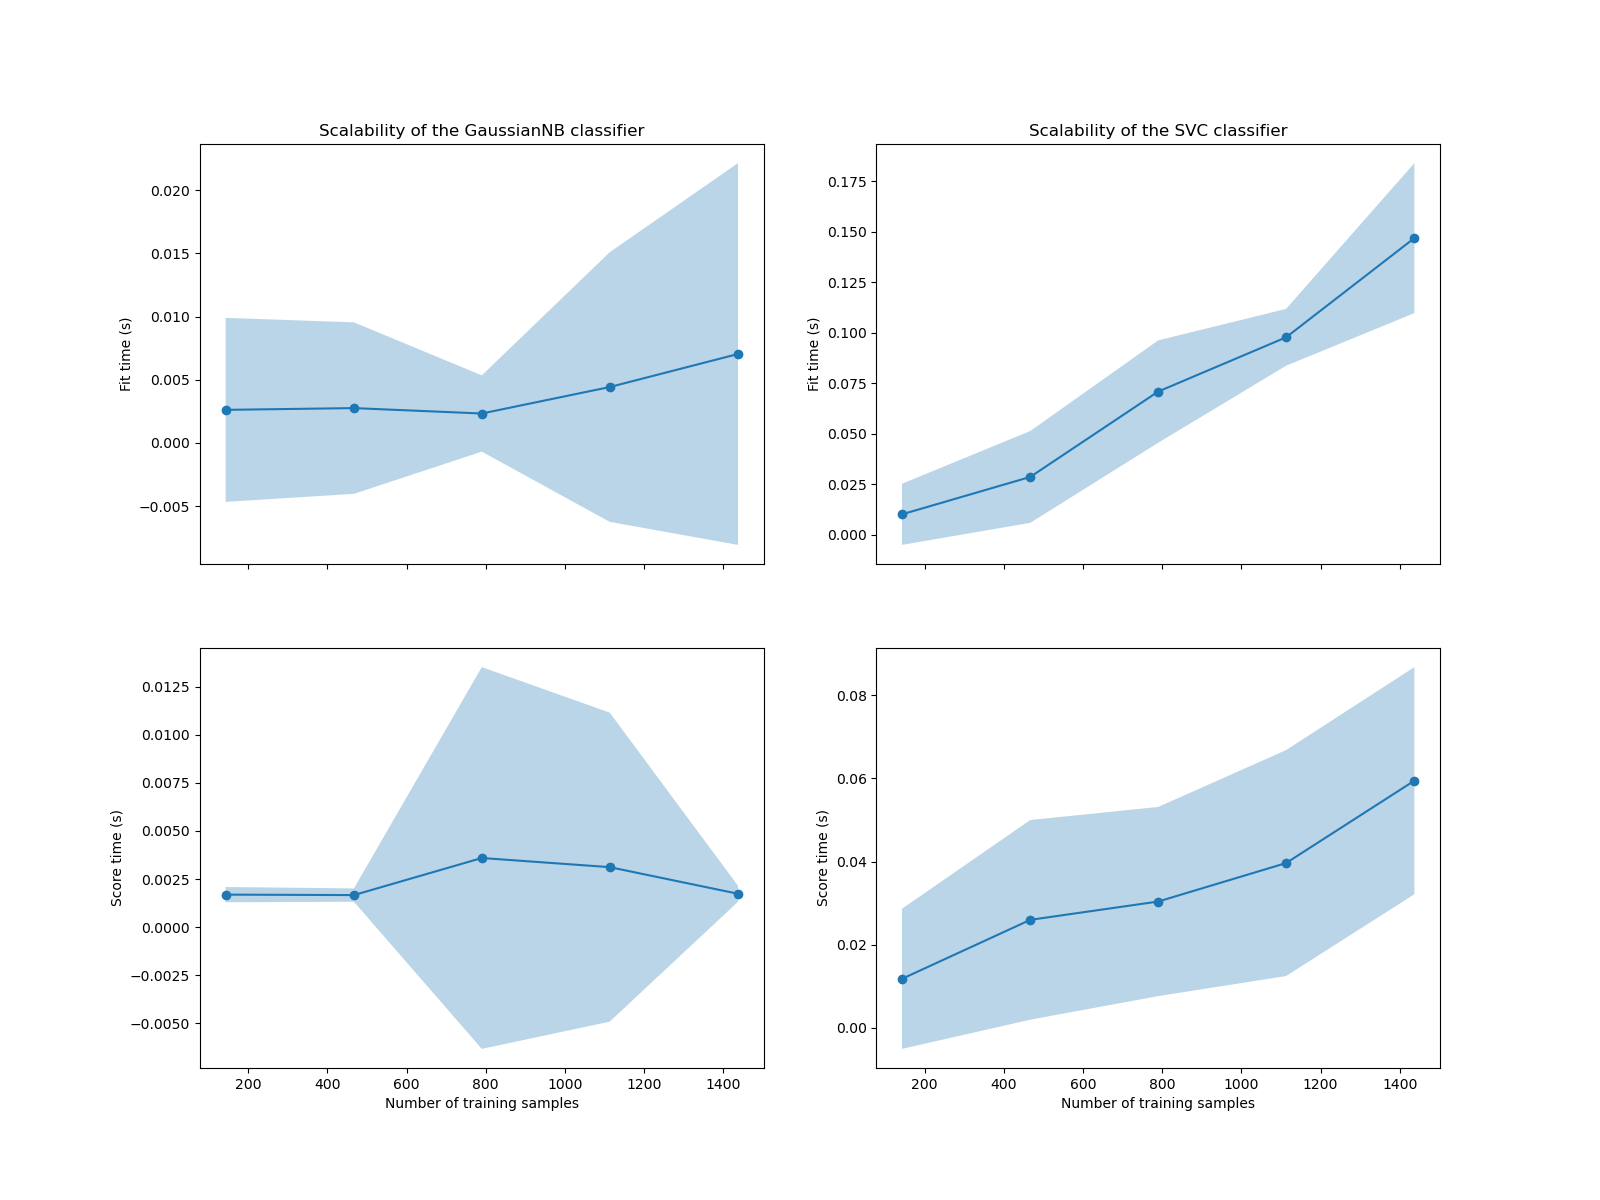 Scalability of the GaussianNB classifier
0.020
0.015
0.010
0.005
0.000
−0.005
Fit time (s)
Scalability of the SVC classifier
0.175
0.150
0.125
0.100
0.075
0.050
0.025
0.000
Fit time (s)
0.0125
0.0100
0.0075
0.0050
0.0025
0.0000
−0.0025
−0.0050
Score time (s)
200 400 600 800 1000 1200 1400
Number of training samples
0.08
0.06
0.04
0.02
0.00
Score time (s)
200 400 600 800 1000 1200 1400
Number of training samples